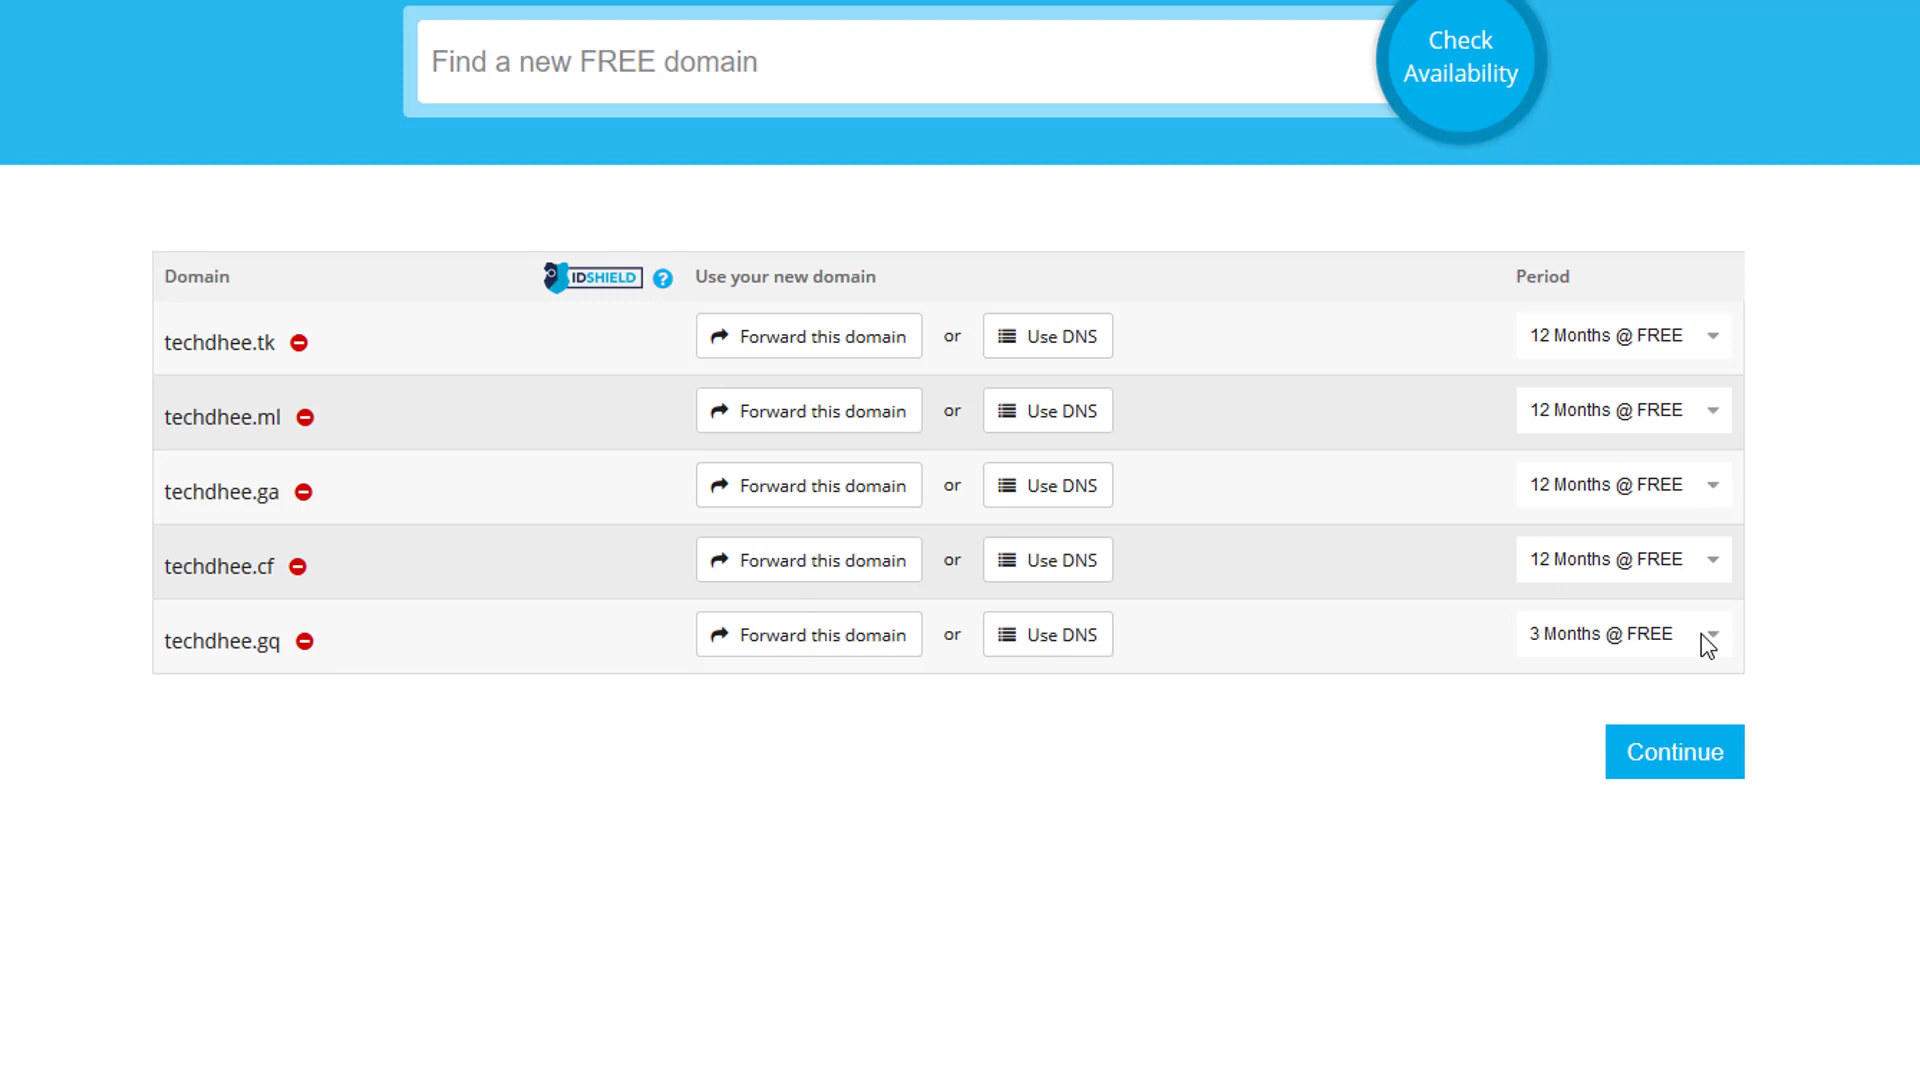 Find a new FREE domain
Check
Availability
Domain IDSHIELD ? Use your new domain Period
techdhee.tk Forward this domain or Use DNS 12 Months @ FREE
techdhee.ml Forward this domain or Use DNS 12 Months @ FREE
techdhee.ga Forward this domain or Use DNS 12 Months @ FREE
techdhee.cf Forward this domain or Use DNS 12 Months @ FREE
techdhee.gq Forward this domain or Use DNS 3 Months @ FREE
Continue